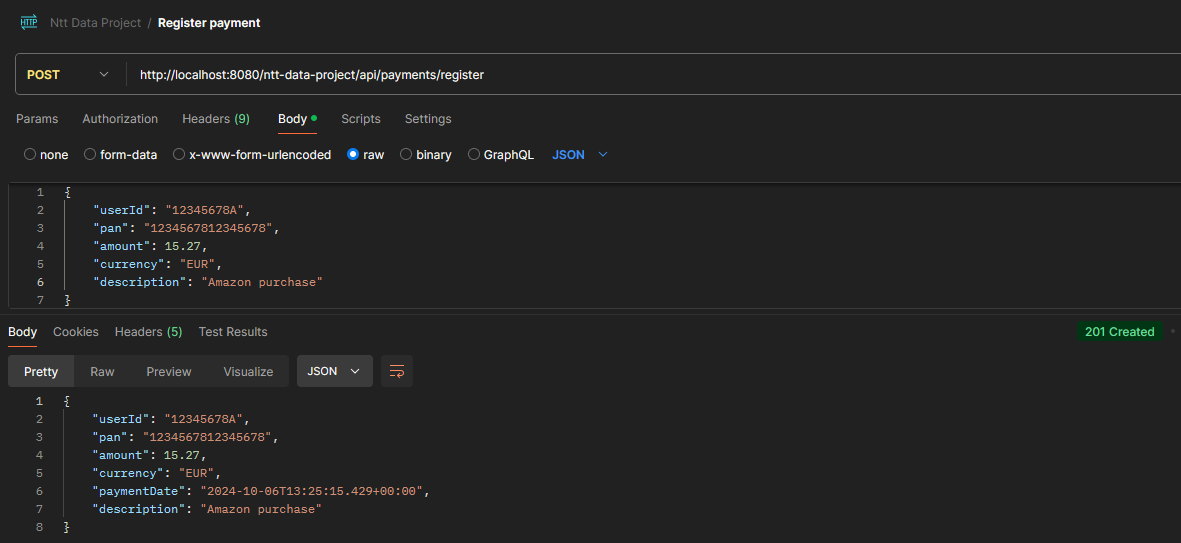 HTTP Ntt Data Project / Register payment
POST http://localhost:8080/ntt-data-project/api/payments/register
Params Authorization Headers (9) Body Scripts Settings
none form-data x-www-form-urlencoded raw binary GraphQL JSON
1 {
2 "userId": "12345678A",
3 "pan": "1234567812345678",
4 "amount": 15.27,
5 "currency": "EUR",
6 "description": "Amazon purchase"
7 }
Body Cookies Headers (5) Test Results 201 Created
Pretty Raw Preview Visualize JSON
1 {
2 "userId": "12345678A",
3 "pan": "1234567812345678",
4 "amount": 15.27,
5 "currency": "EUR",
6 "paymentDate": "2024-10-06T13:25:15.429+00:00",
7 "description": "Amazon purchase"
8 }